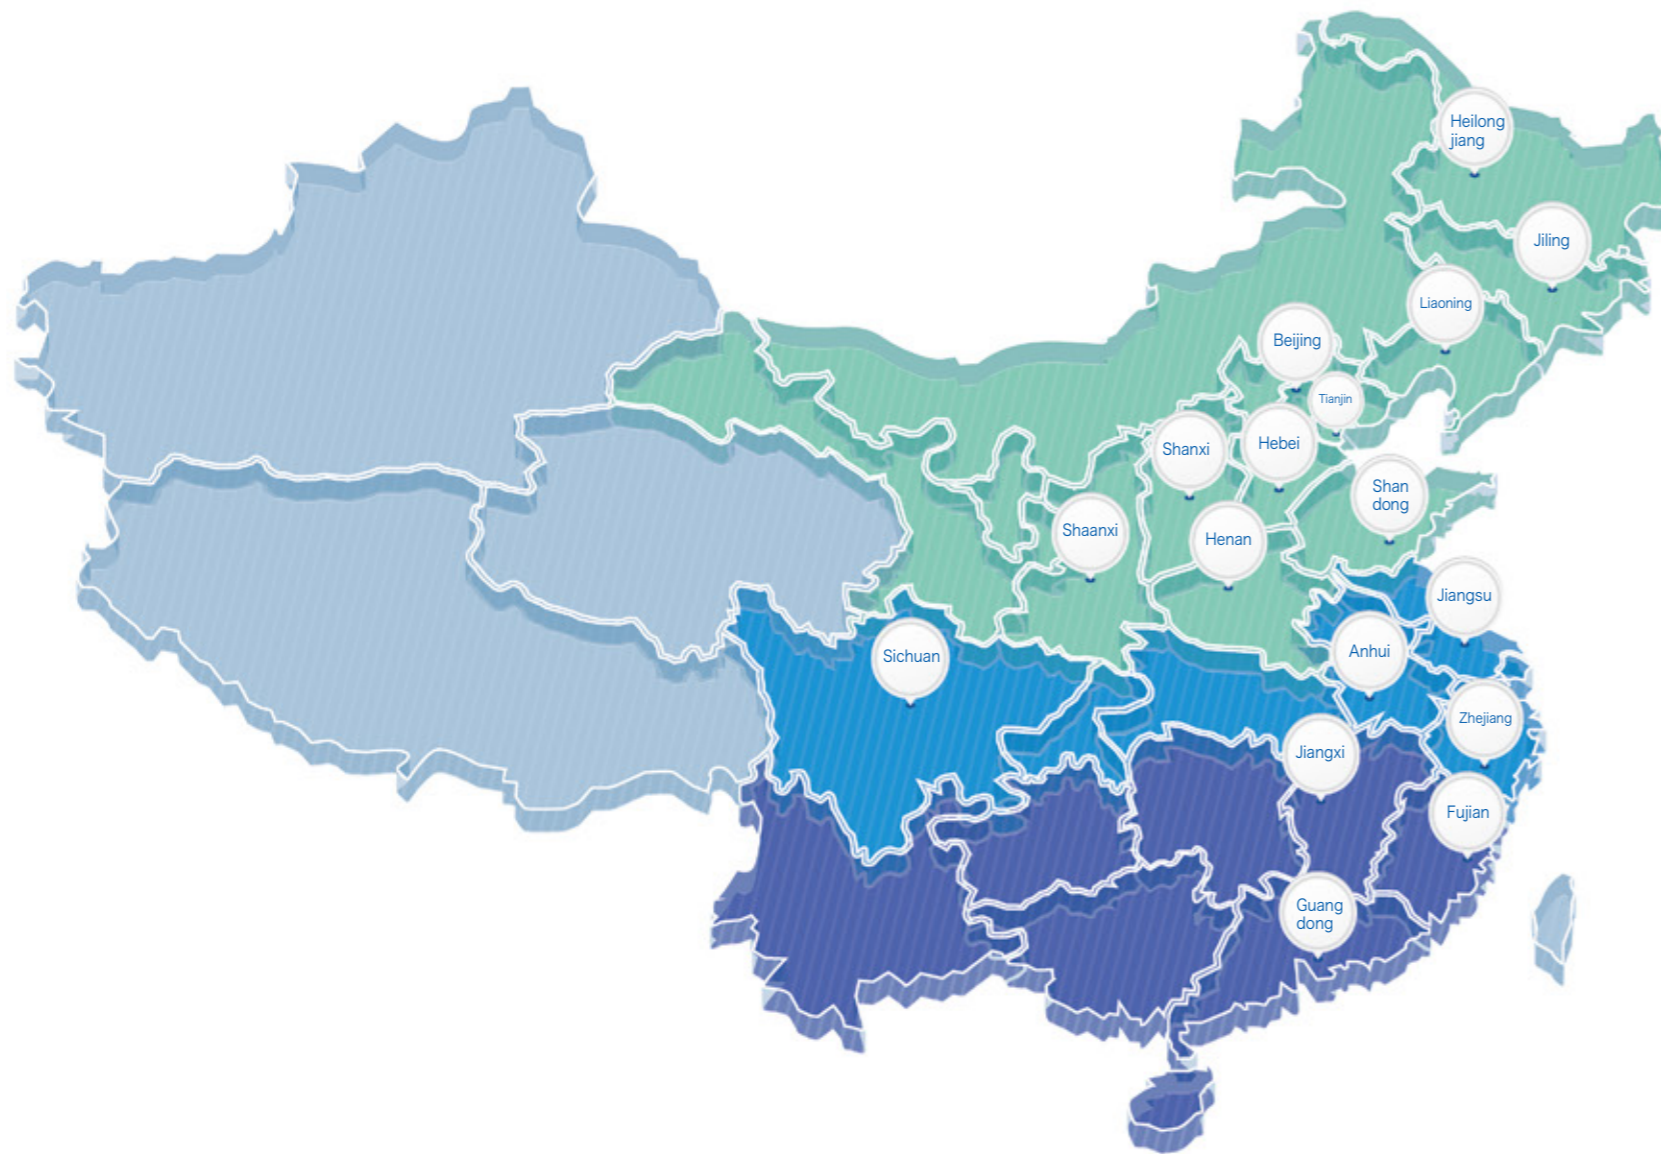 Heilong
jiang
Jiling
Liaoning
Beijing
Tianjin
Shanxi
Hebei
Shan
dong
Shaanxi
Henan
Jiangsu
Anhui
Sichuan
Zhejiang
Jiangxi
Fujian
Guang
dong